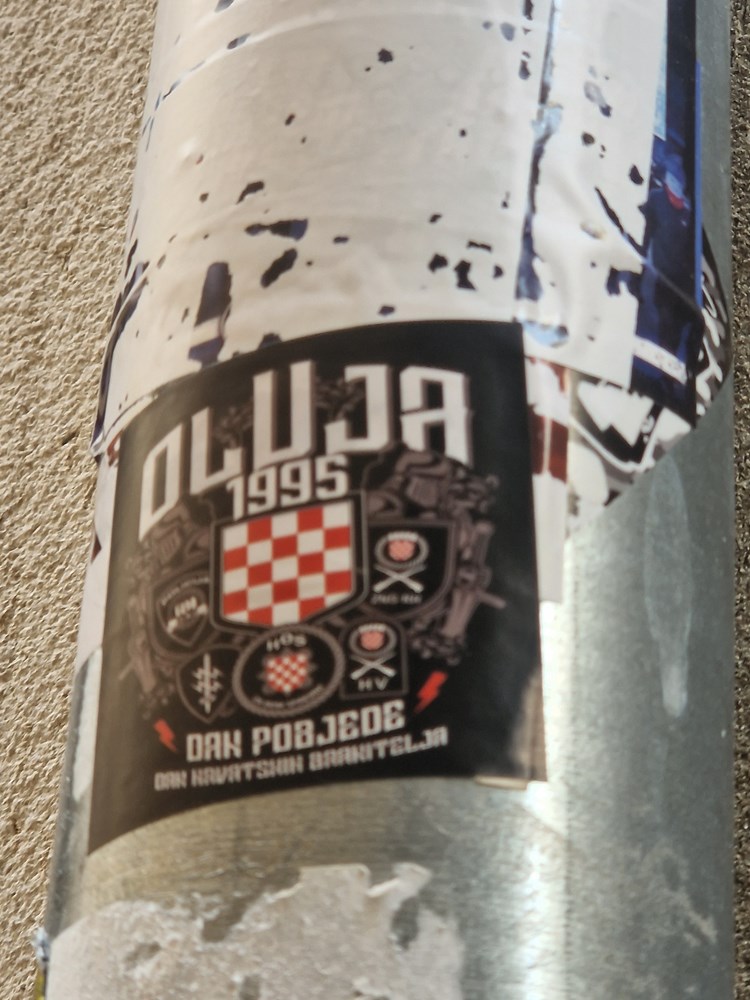 OLUJA
1995
HOS
HV
DAN POBJEDE
DAN HRVATSKIH BRANITELJA